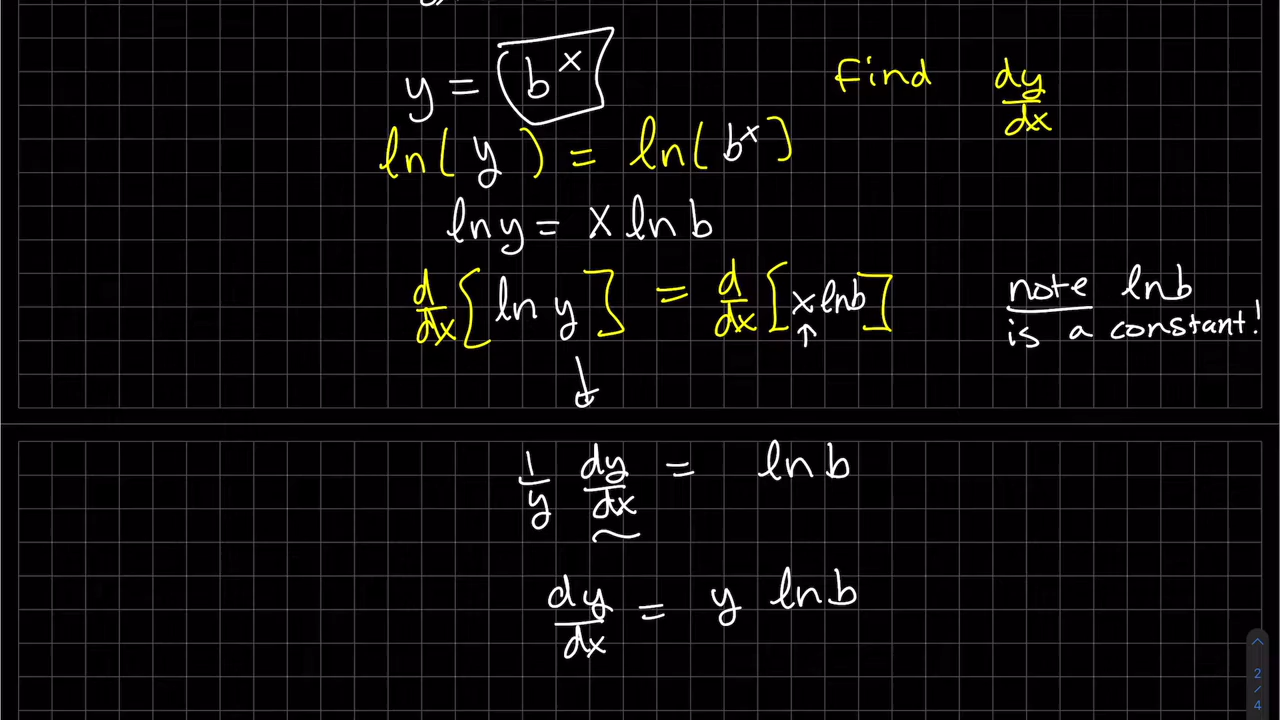 y = b^x Find dy/dx
ln( y ) = ln( b^x )
ln y = x ln b
d/dx [ ln y ] = d/dx [ x ln b ] note ln b
is a constant!
1/y dy/dx = ln b
dy/dx = y ln b
2
/
4